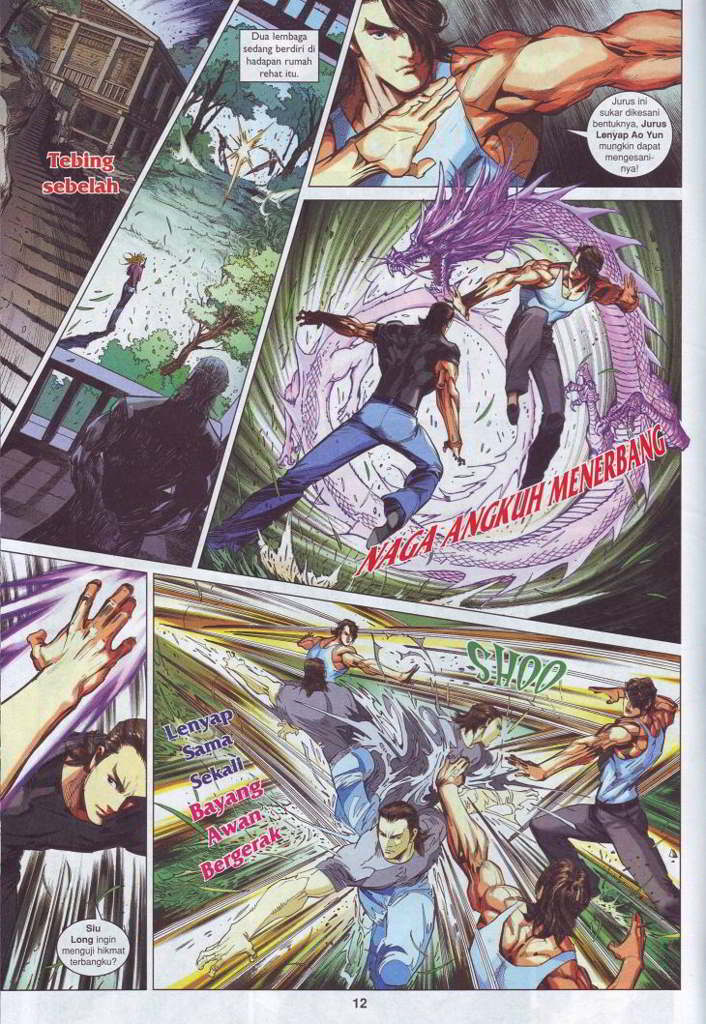 Tebing
sebelah
Dua lembaga
sedang berdiri di
hadapan rumah
rehat itu.
Jurus ini
sukar dikesani
bentuknya, Jurus
Lenyap Ao Yun
mungkin dapat
mengesani-
nya!
NAGA ANGKUH MENERBANG
Siu
Long ingin
menguji hikmat
terbangku?
Lenyap
Sama
Sekali
Bayang
Awan
Bergerak
SHOO
12